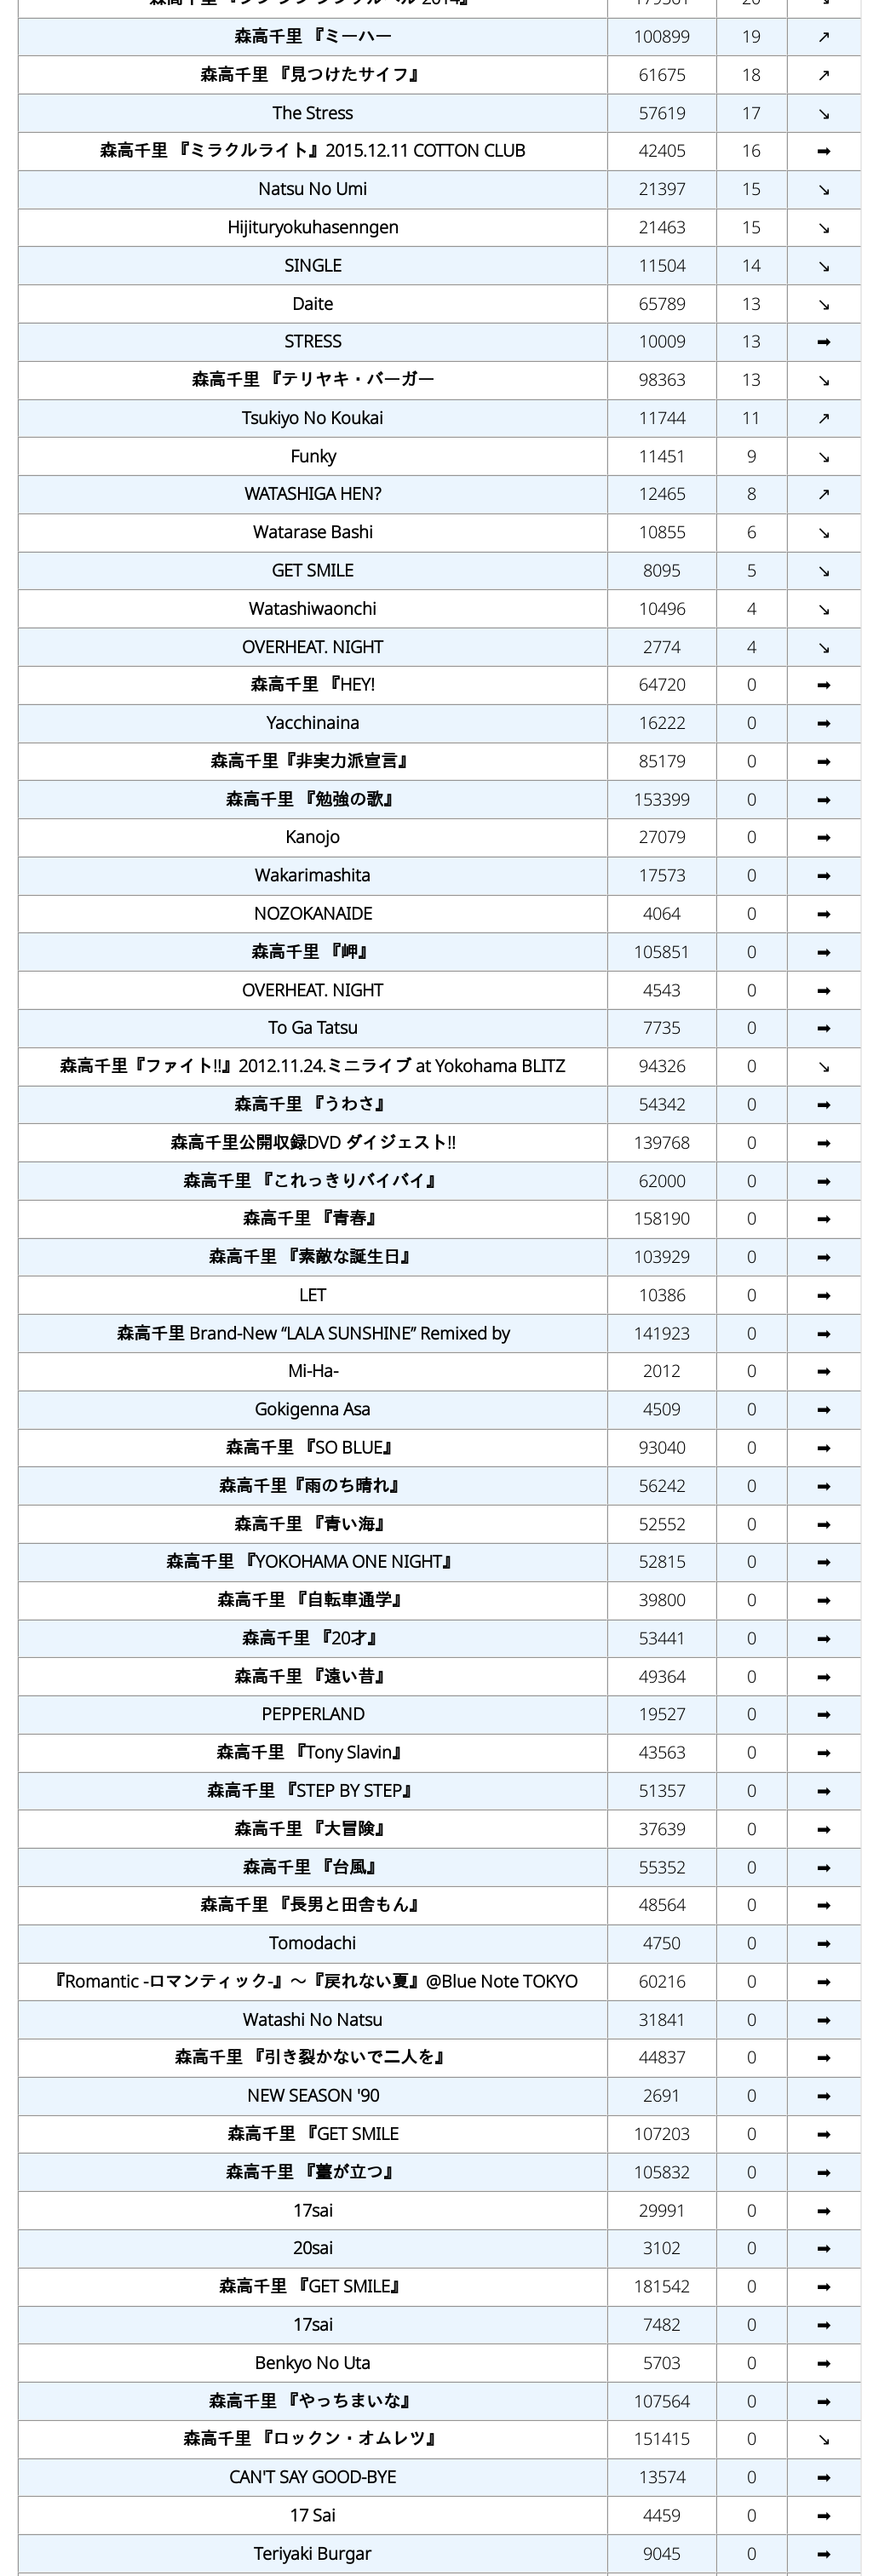 森高千里 『ミーハー 100899 19 ↗
森高千里 『見つけたサイフ』 61675 18 ↗
The Stress 57619 17 ↘
森高千里 『ミラクルライト』2015.12.11 COTTON CLUB 42405 16 ➡
Natsu No Umi 21397 15 ↘
Hijituryokuhasenngen 21463 15 ↘
SINGLE 11504 14 ↘
Daite 65789 13 ↘
STRESS 10009 13 ➡
森高千里 『テリヤキ・バーガー 98363 13 ↘
Tsukiyo No Koukai 11744 11 ↗
Funky 11451 9 ↘
WATASHIGA HEN? 12465 8 ↗
Watarase Bashi 10855 6 ↘
GET SMILE 8095 5 ↘
Watashiwaonchi 10496 4 ↘
OVERHEAT. NIGHT 2774 4 ↘
森高千里 『HEY! 64720 0 ➡
Yacchinaina 16222 0 ➡
森高千里『非実力派宣言』 85179 0 ➡
森高千里 『勉強の歌』 153399 0 ➡
Kanojo 27079 0 ➡
Wakarimashita 17573 0 ➡
NOZOKANAIDE 4064 0 ➡
森高千里 『岬』 105851 0 ➡
OVERHEAT. NIGHT 4543 0 ➡
To Ga Tatsu 7735 0 ➡
森高千里『ファイト!!』2012.11.24.ミニライブ at Yokohama BLITZ 94326 0 ↘
森高千里 『うわさ』 54342 0 ➡
森高千里公開収録DVD ダイジェスト!! 139768 0 ➡
森高千里 『これっきりバイバイ』 62000 0 ➡
森高千里 『青春』 158190 0 ➡
森高千里 『素敵な誕生日』 103929 0 ➡
LET 10386 0 ➡
森高千里 Brand-New “LALA SUNSHINE” Remixed by 141923 0 ➡
Mi-Ha- 2012 0 ➡
Gokigenna Asa 4509 0 ➡
森高千里 『SO BLUE』 93040 0 ➡
森高千里『雨のち晴れ』 56242 0 ➡
森高千里 『青い海』 52552 0 ➡
森高千里 『YOKOHAMA ONE NIGHT』 52815 0 ➡
森高千里 『自転車通学』 39800 0 ➡
森高千里 『20才』 53441 0 ➡
森高千里 『遠い昔』 49364 0 ➡
PEPPERLAND 19527 0 ➡
森高千里 『Tony Slavin』 43563 0 ➡
森高千里 『STEP BY STEP』 51357 0 ➡
森高千里 『大冒険』 37639 0 ➡
森高千里 『台風』 55352 0 ➡
森高千里 『長男と田舎もん』 48564 0 ➡
Tomodachi 4750 0 ➡
『Romantic -ロマンティック-』～『戻れない夏』@Blue Note TOKYO 60216 0 ➡
Watashi No Natsu 31841 0 ➡
森高千里 『引き裂かないで二人を』 44837 0 ➡
NEW SEASON '90 2691 0 ➡
森高千里 『GET SMILE 107203 0 ➡
森高千里 『薹が立つ』 105832 0 ➡
17sai 29991 0 ➡
20sai 3102 0 ➡
森高千里 『GET SMILE』 181542 0 ➡
17sai 7482 0 ➡
Benkyo No Uta 5703 0 ➡
森高千里 『やっちまいな』 107564 0 ➡
森高千里 『ロックン・オムレツ』 151415 0 ↘
CAN'T SAY GOOD-BYE 13574 0 ➡
17 Sai 4459 0 ➡
Teriyaki Burgar 9045 0 ➡